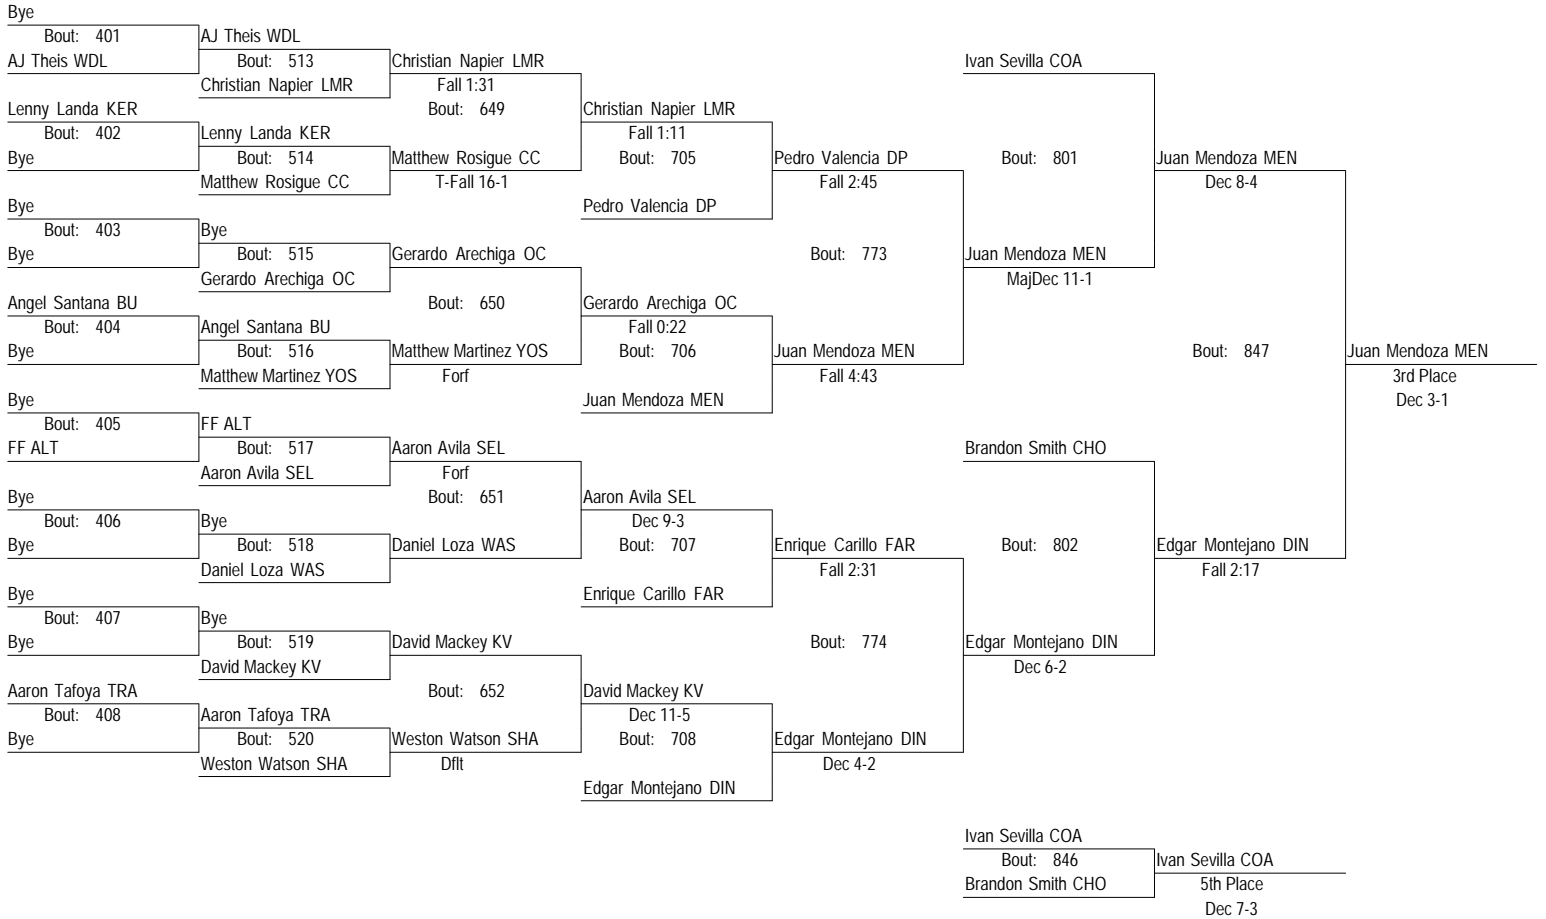 Bye
Bout: 401
AJ Theis WDL
Lenny Landa KER
Bout: 402
Bye
Bye
Bout: 403
Bye
Angel Santana BU
Bout: 404
Bye
Bye
Bout: 405
FF ALT
Bye
Bout: 406
Bye
Bye
Bout: 407
Bye
Aaron Tafoya TRA
Bout: 408
Bye
AJ Theis WDL
Bout: 513
Christian Napier LMR
Lenny Landa KER
Bout: 514
Matthew Rosigue CC
Bye
Bout: 515
Gerardo Arechiga OC
Angel Santana BU
Bout: 516
Matthew Martinez YOS
FF ALT
Bout: 517
Aaron Avila SEL
Bye
Bout: 518
Daniel Loza WAS
Bye
Bout: 519
David Mackey KV
Aaron Tafoya TRA
Bout: 520
Weston Watson SHA
Christian Napier LMR
Fall 1:31
Bout: 649
Matthew Rosigue CC
T-Fall 16-1
Gerardo Arechiga OC
Bout: 650
Matthew Martinez YOS
Forf
Aaron Avila SEL
Forf
Bout: 651
Daniel Loza WAS
David Mackey KV
Bout: 652
Weston Watson SHA
Dflt
Christian Napier LMR
Fall 1:11
Bout: 705
Pedro Valencia DP
Gerardo Arechiga OC
Fall 0:22
Bout: 706
Juan Mendoza MEN
Aaron Avila SEL
Dec 9-3
Bout: 707
Enrique Carillo FAR
David Mackey KV
Dec 11-5
Bout: 708
Edgar Montejano DIN
Pedro Valencia DP
Fall 2:45
Bout: 773
Juan Mendoza MEN
Fall 4:43
Enrique Carillo FAR
Fall 2:31
Bout: 774
Edgar Montejano DIN
Dec 4-2
Ivan Sevilla COA
Bout: 801
Juan Mendoza MEN
MajDec 11-1
Brandon Smith CHO
Bout: 802
Edgar Montejano DIN
Dec 6-2
Juan Mendoza MEN
Dec 8-4
Bout: 847
Edgar Montejano DIN
Fall 2:17
Juan Mendoza MEN
3rd Place
Dec 3-1
Ivan Sevilla COA
Bout: 846
Brandon Smith CHO
Ivan Sevilla COA
5th Place
Dec 7-3